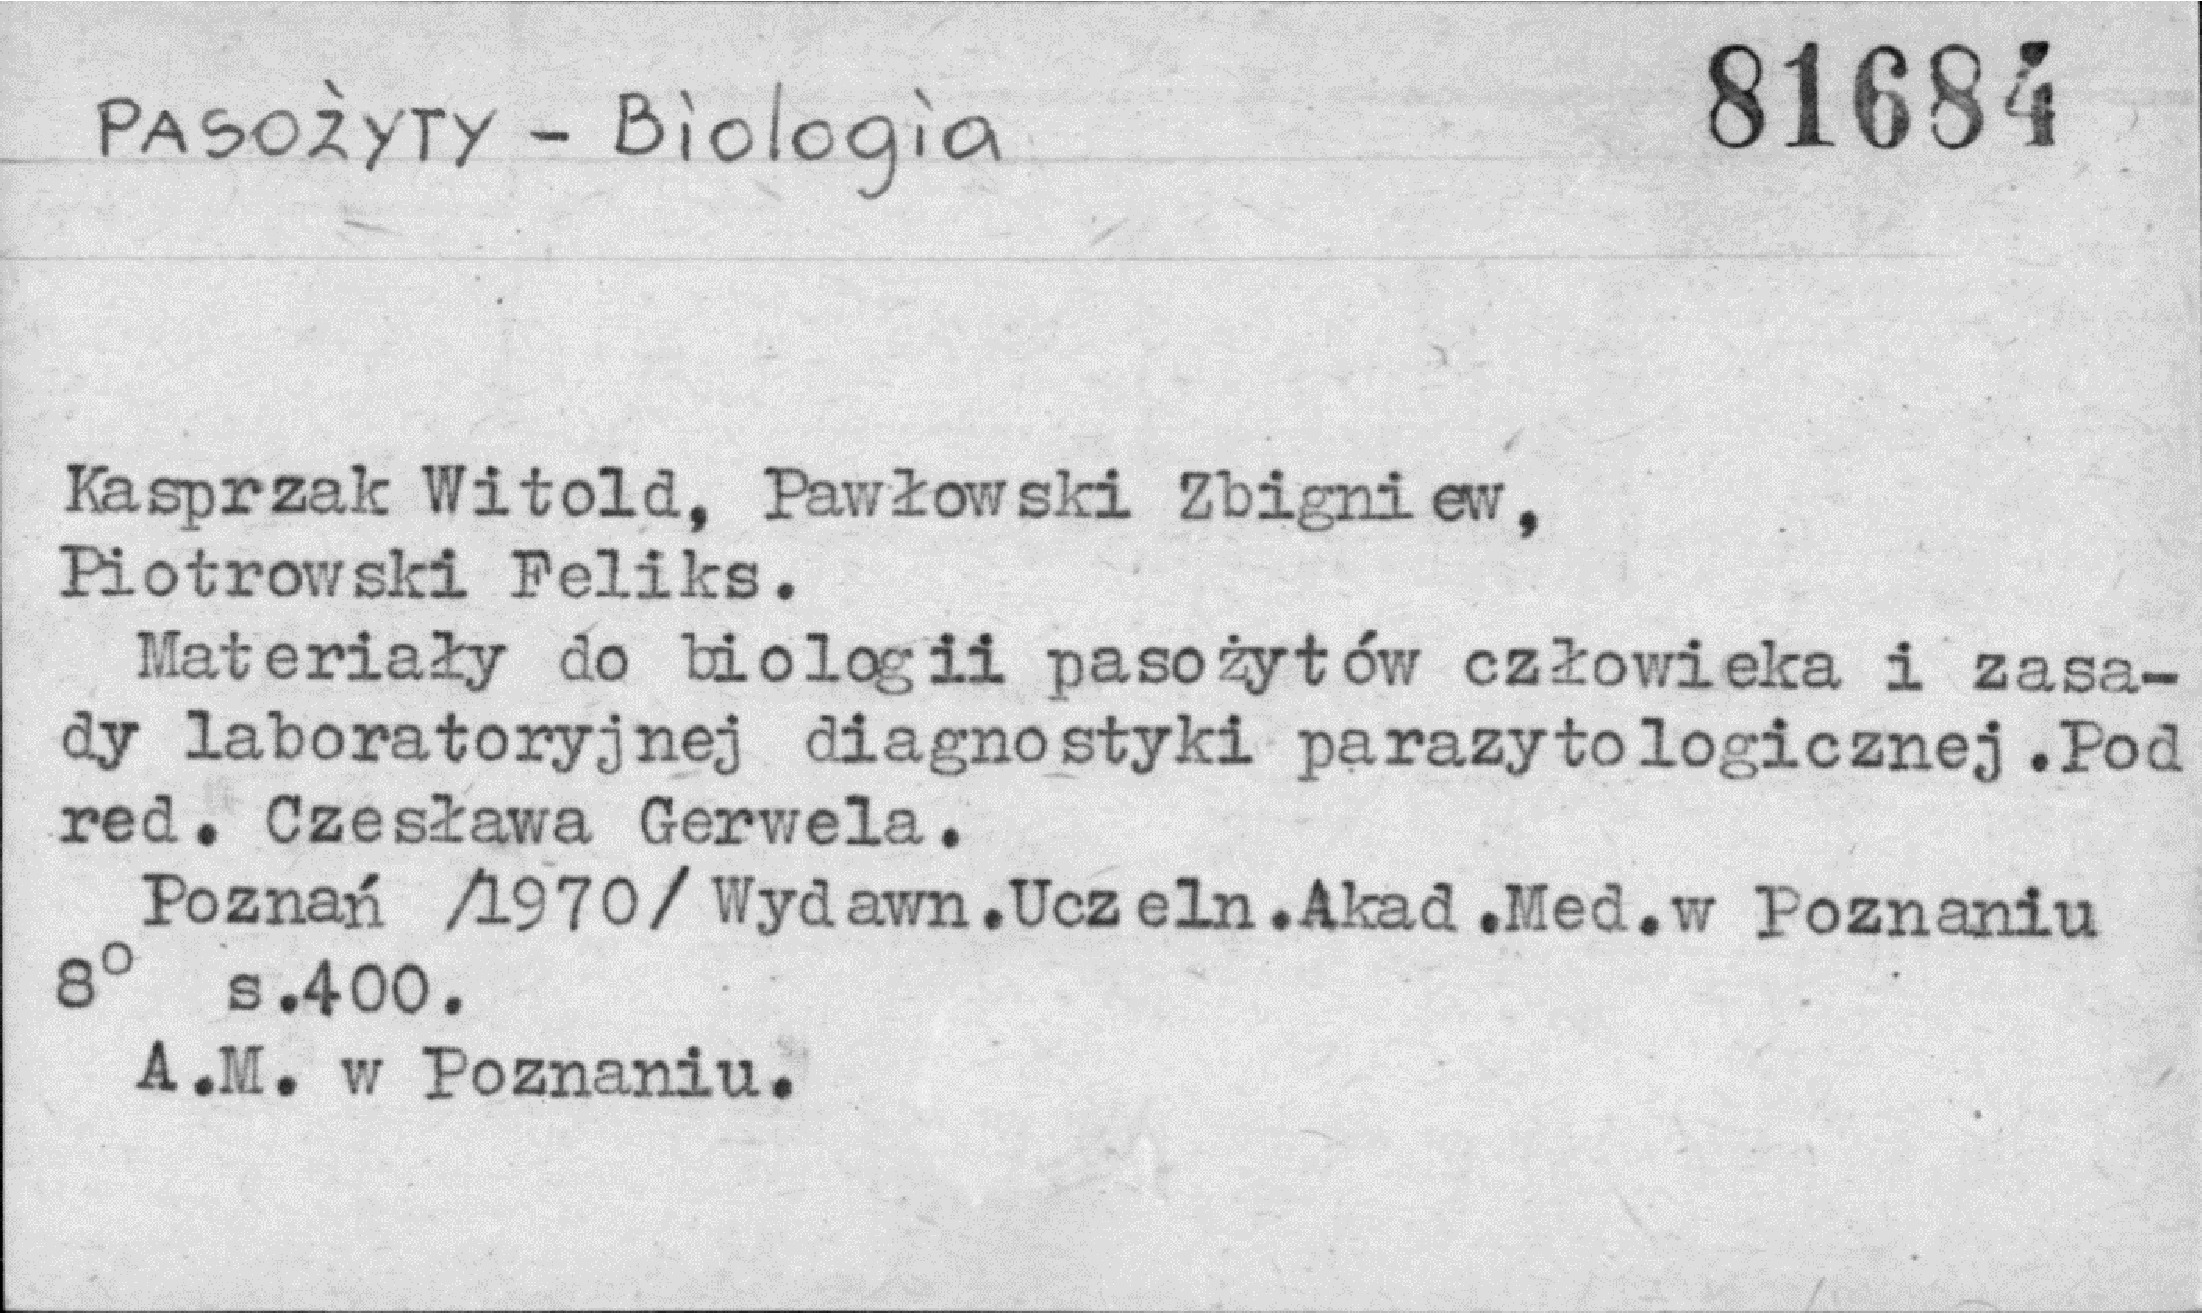 81684
PASOŻYTY - Biologia
Kasprzak Witold, Pawłowski Zbigniew,
Piotrowski Feliks.
Materiały do biologii pasożytów człowieka i zasa-
dy laboratoryjnej diagnostyki parazytologicznej.Pod
red. Czesława Gerwela.
Poznań /1970/ Wydawn.Uczeln.Akad.Med.w Poznaniu
8° s.400.
A.M. w Poznaniu.